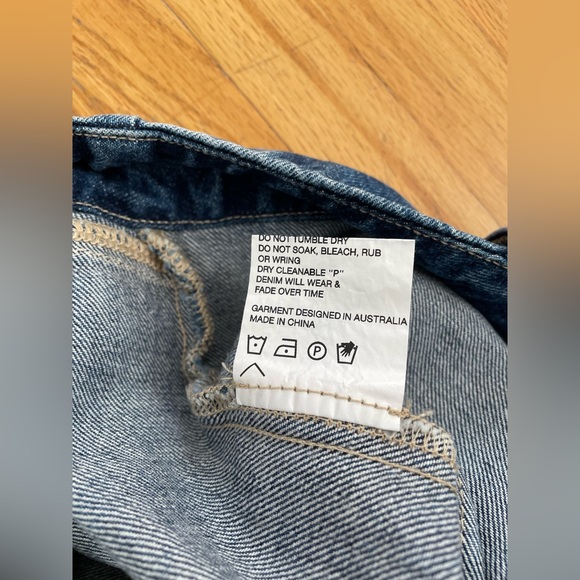 DO NOT TUMBLE DRY
DO NOT SOAK, BLEACH, RUB
OR WRING
DRY CLEANABLE "P"
DENIM WILL WEAR &
FADE OVER TIME
GARMENT DESIGNED IN AUSTRALIA
MADE IN CHINA
P